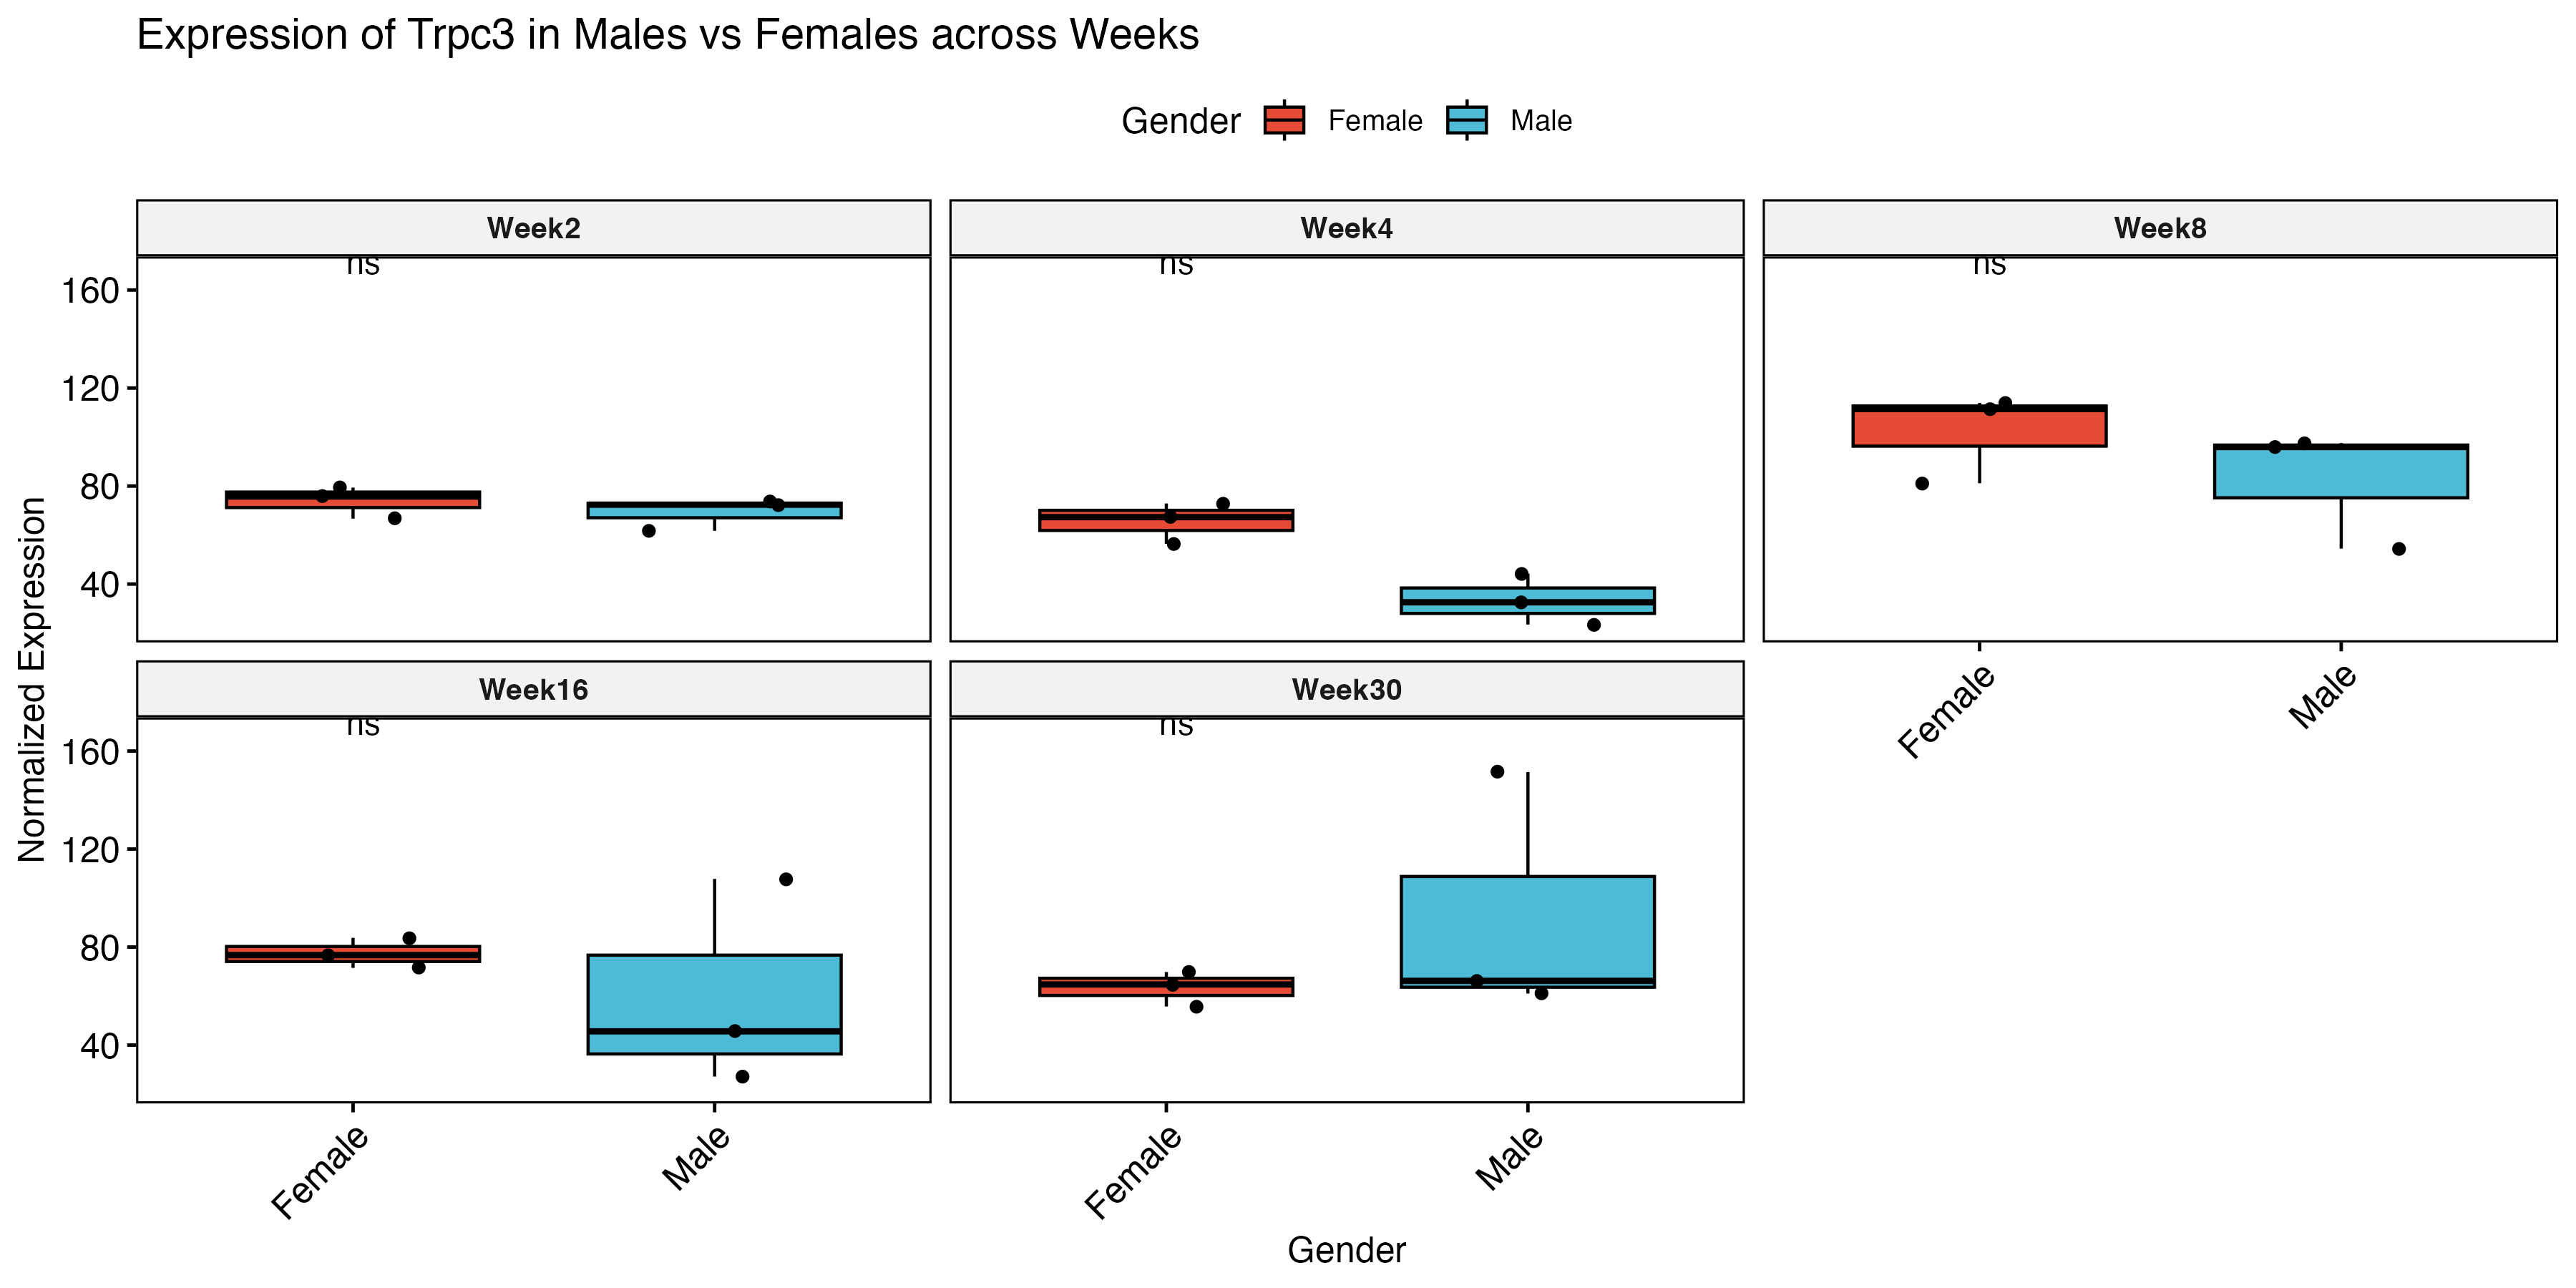 Expression of Trpc3 in Males vs Females across Weeks
Gender Female Male
Week2 Week4 Week8
ns ns ns
160
120
80
40
Normalized Expression
Female Male
Week16 Week30
ns ns
160
120
80
40
Female Male Female Male
Gender